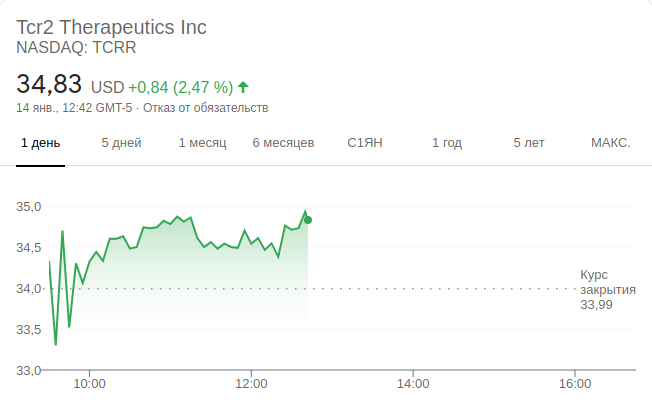 Tcr2 Therapeutics Inc
NASDAQ: TCRR
34,83 USD +0,84 (2,47 %)
14 янв., 12:42 GMT-5 · Отказ от обязательств
1 день 5 дней 1 месяц 6 месяцев С1ЯН 1 год 5 лет МАКС.
35,0
34,5
34,0
33,5
33,0
Курс
закрытия
33,99
10:00 12:00 14:00 16:00